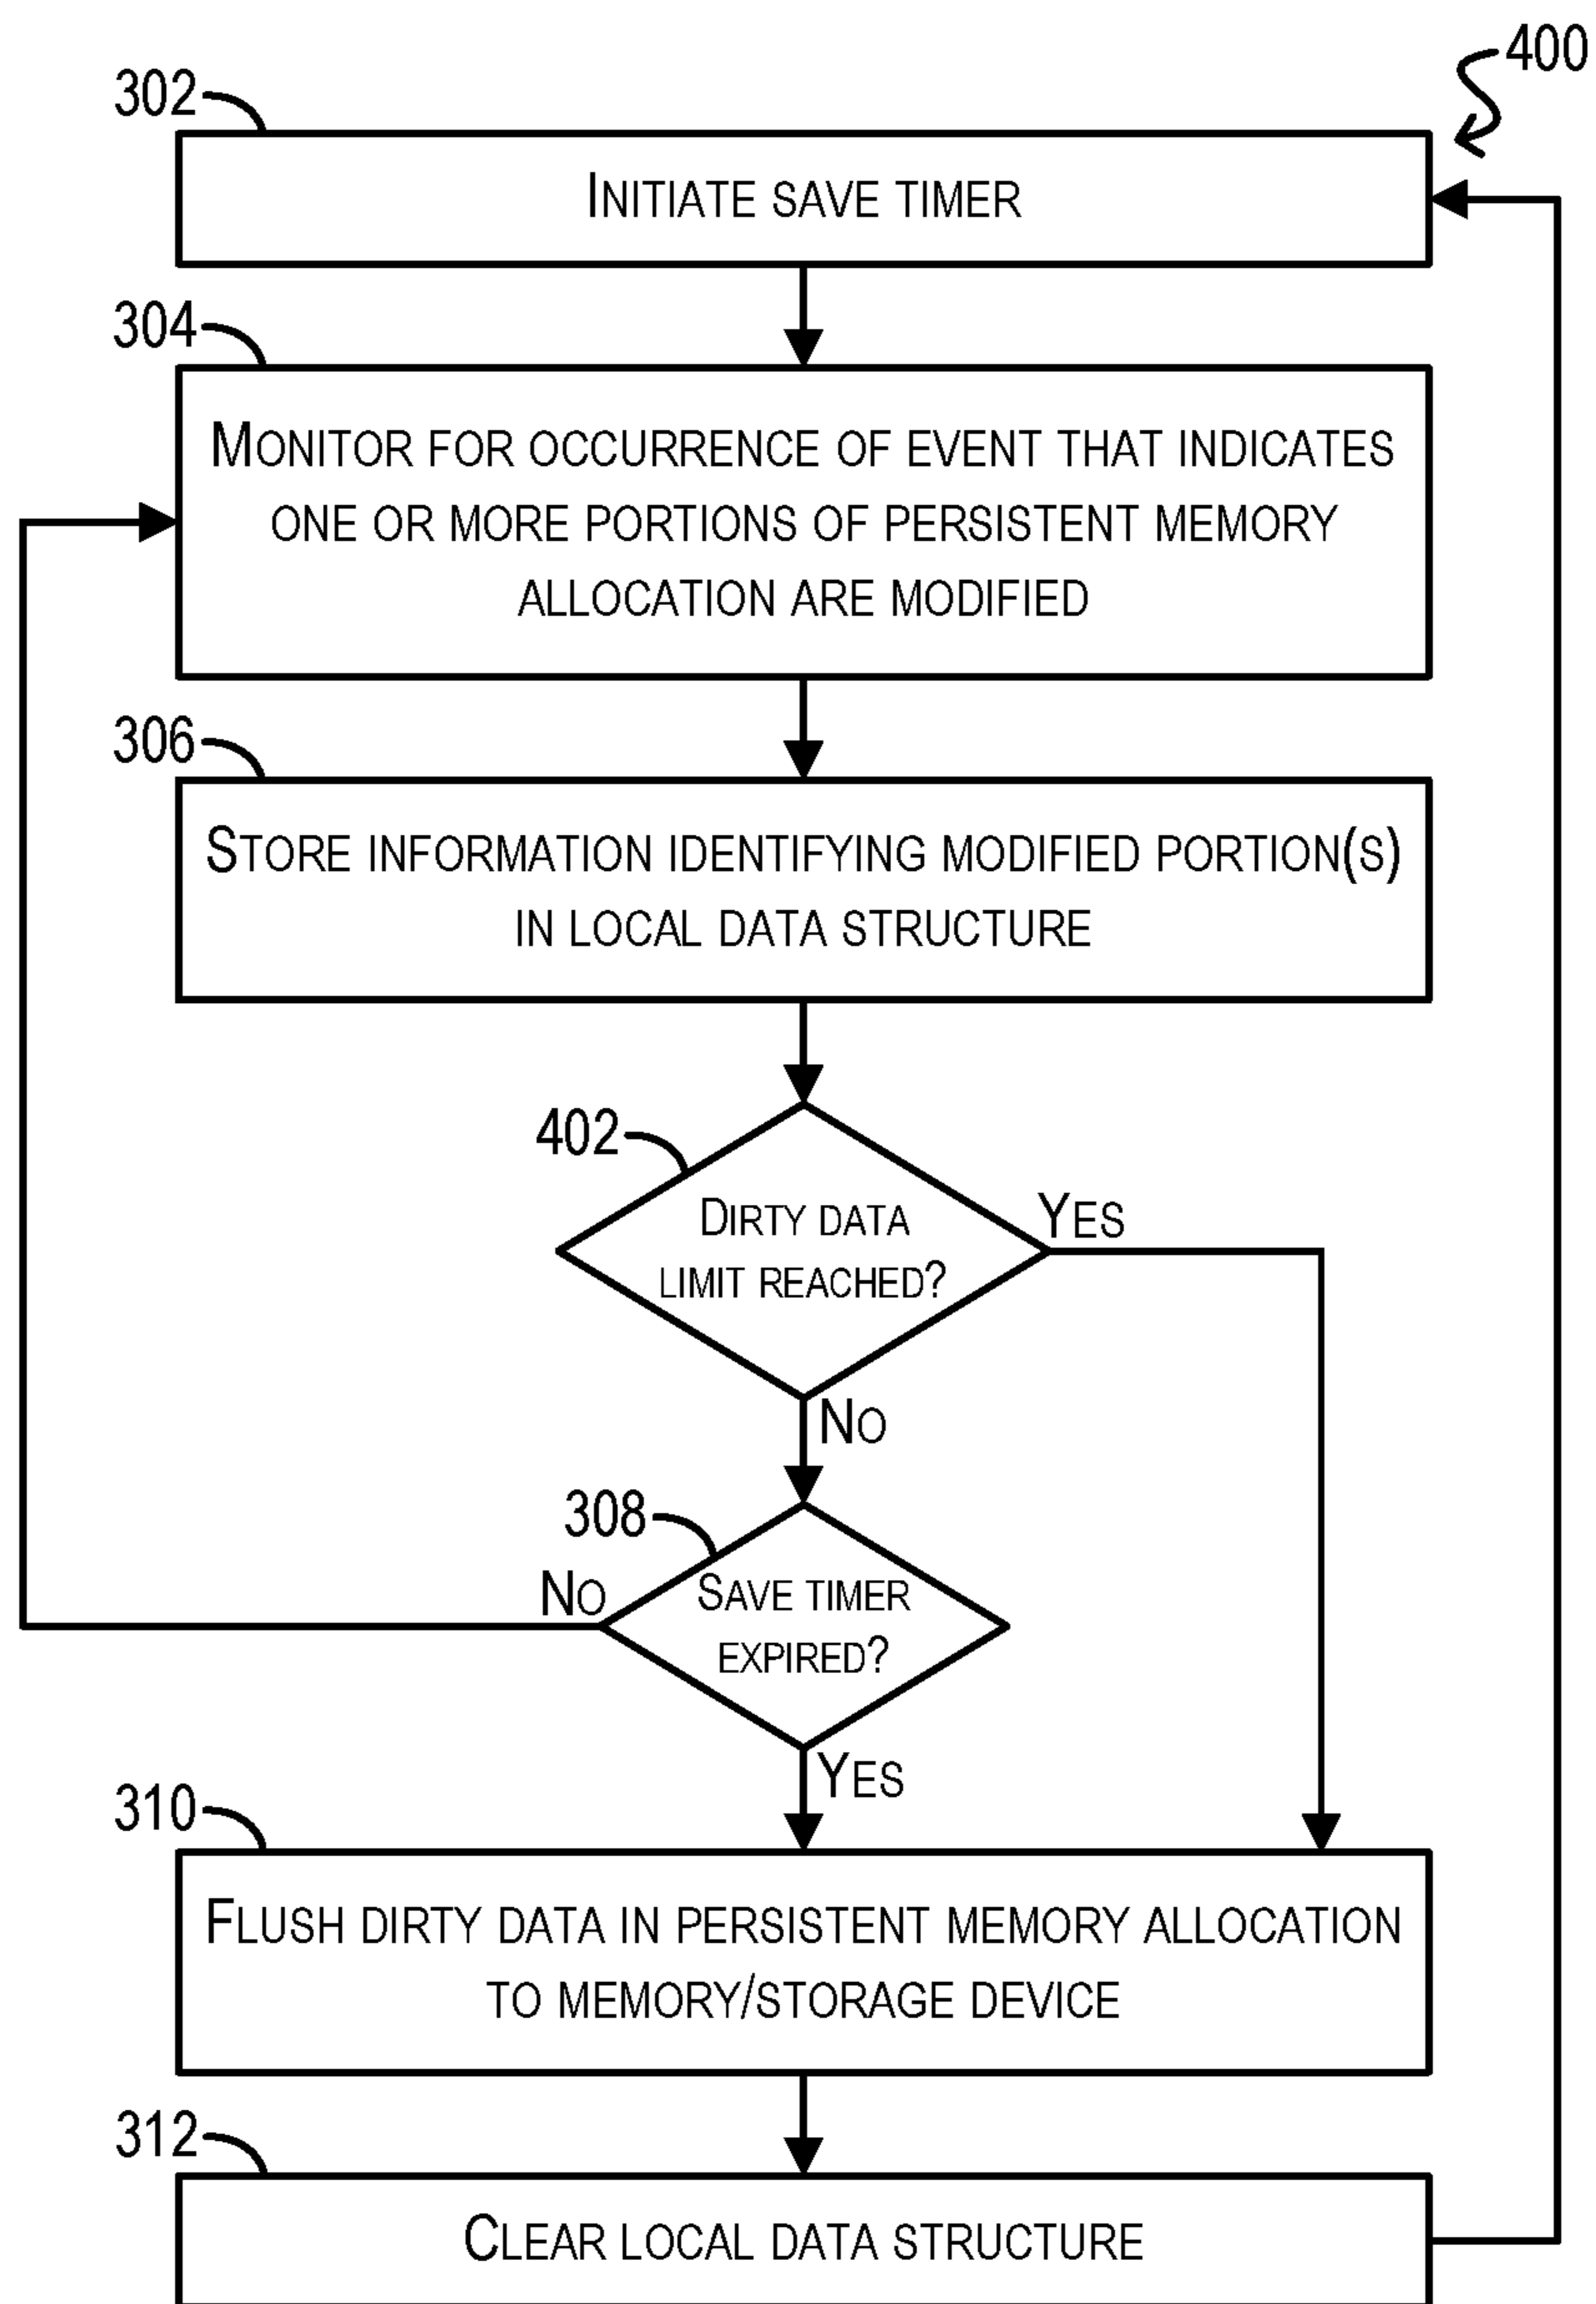 400
302
INITIATE SAVE TIMER
304
MONITOR FOR OCCURRENCE OF EVENT THAT INDICATES
ONE OR MORE PORTIONS OF PERSISTENT MEMORY
ALLOCATION ARE MODIFIED
306
STORE INFORMATION IDENTIFYING MODIFIED PORTION(S)
IN LOCAL DATA STRUCTURE
402
DIRTY DATA
LIMIT REACHED?
YES
NO
308
NO
SAVE TIMER
EXPIRED?
YES
310
FLUSH DIRTY DATA IN PERSISTENT MEMORY ALLOCATION
TO MEMORY/STORAGE DEVICE
312
CLEAR LOCAL DATA STRUCTURE